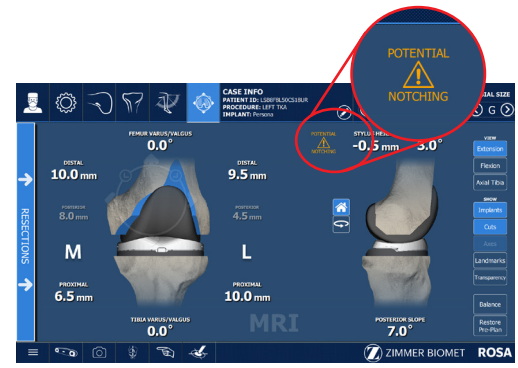 POTENTIAL
NOTCHING
CASE INFO
PATIENT ID: LSB6F8L50CS18UR
PROCEDURE: LEFT TKA
IMPLANT: Persona
SIZE
G
FEMUR VARUS/VALGUS
0.0°
POTENTIAL
NOTCHING
-0.5 mm
3.0°
VIEW
Extension
Flexion
Axial Tibia
DISTAL
10.0 mm
DISTAL
9.5 mm
POSTERIOR
8.0 mm
POSTERIOR
4.5 mm
SHOW
Implants
Cuts
Axes
Landmarks
Transparency
RESECTIONS
M
L
PROXIMAL
6.5 mm
PROXIMAL
10.0 mm
Balance
TIBIA VARUS/VALGUS
0.0°
MRI
POSTERIOR SLOPE
7.0°
Restore
Pre-Plan
ZIMMER BIOMET
ROSA